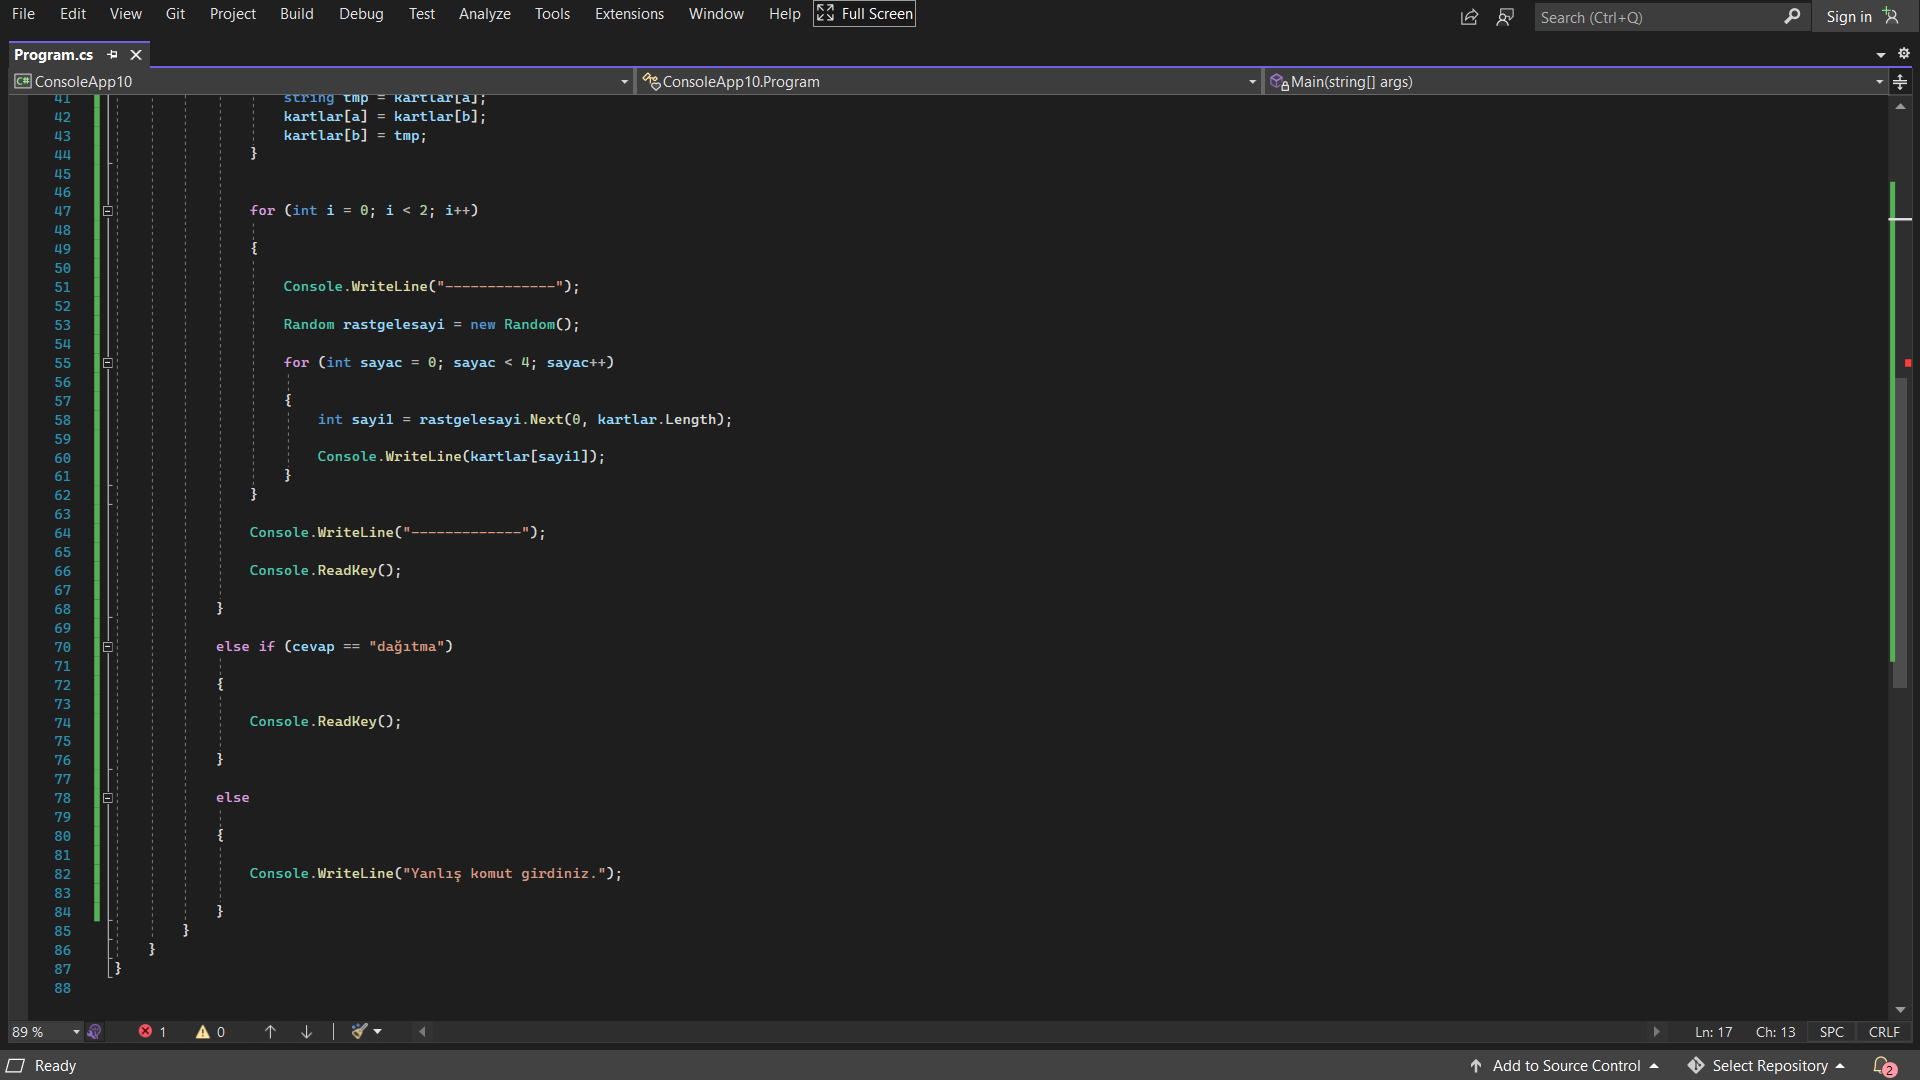 File Edit View Git Project Build Debug Test Analyze Tools Extensions Window Help Full Screen Search (Ctrl+Q) Sign in
Program.cs
C# ConsoleApp10 ConsoleApp10.Program Main(string[] args)
41 string tmp = kartlar[a];
42 kartlar[a] = kartlar[b];
43 kartlar[b] = tmp;
44 }
45
46
47 for (int i = 0; i < 2; i++)
48
49 {
50
51 Console.WriteLine("-------------");
52
53 Random rastgelesayi = new Random();
54
55 for (int sayac = 0; sayac < 4; sayac++)
56
57 {
58 int sayi1 = rastgelesayi.Next(0, kartlar.Length);
59
60 Console.WriteLine(kartlar[sayi1]);
61 }
62 }
63
64 Console.WriteLine("-------------");
65
66 Console.ReadKey();
67
68 }
69
70 else if (cevap == "dağıtma")
71
72 {
73
74 Console.ReadKey();
75
76 }
77
78 else
79
80 {
81
82 Console.WriteLine("Yanlış komut girdiniz.");
83
84 }
85 }
86 }
87 }
88
89 % 1 0 Ln: 17 Ch: 13 SPC CRLF
Ready Add to Source Control Select Repository 2